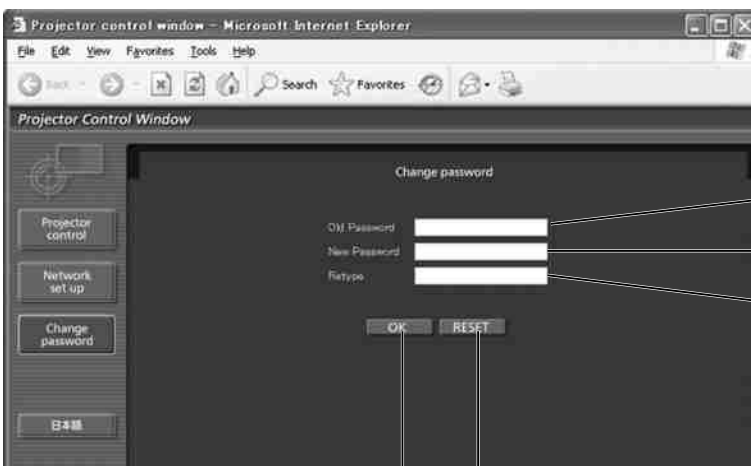 Projector control window - Microsoft Internet Explorer
File Edit View Favorites Tools Help
Back Search Favorites
Projector Control Window
Change password
Projector
control
Old Password
New Password
Network
set up
Retype
Change
password
OK RESET
日本語